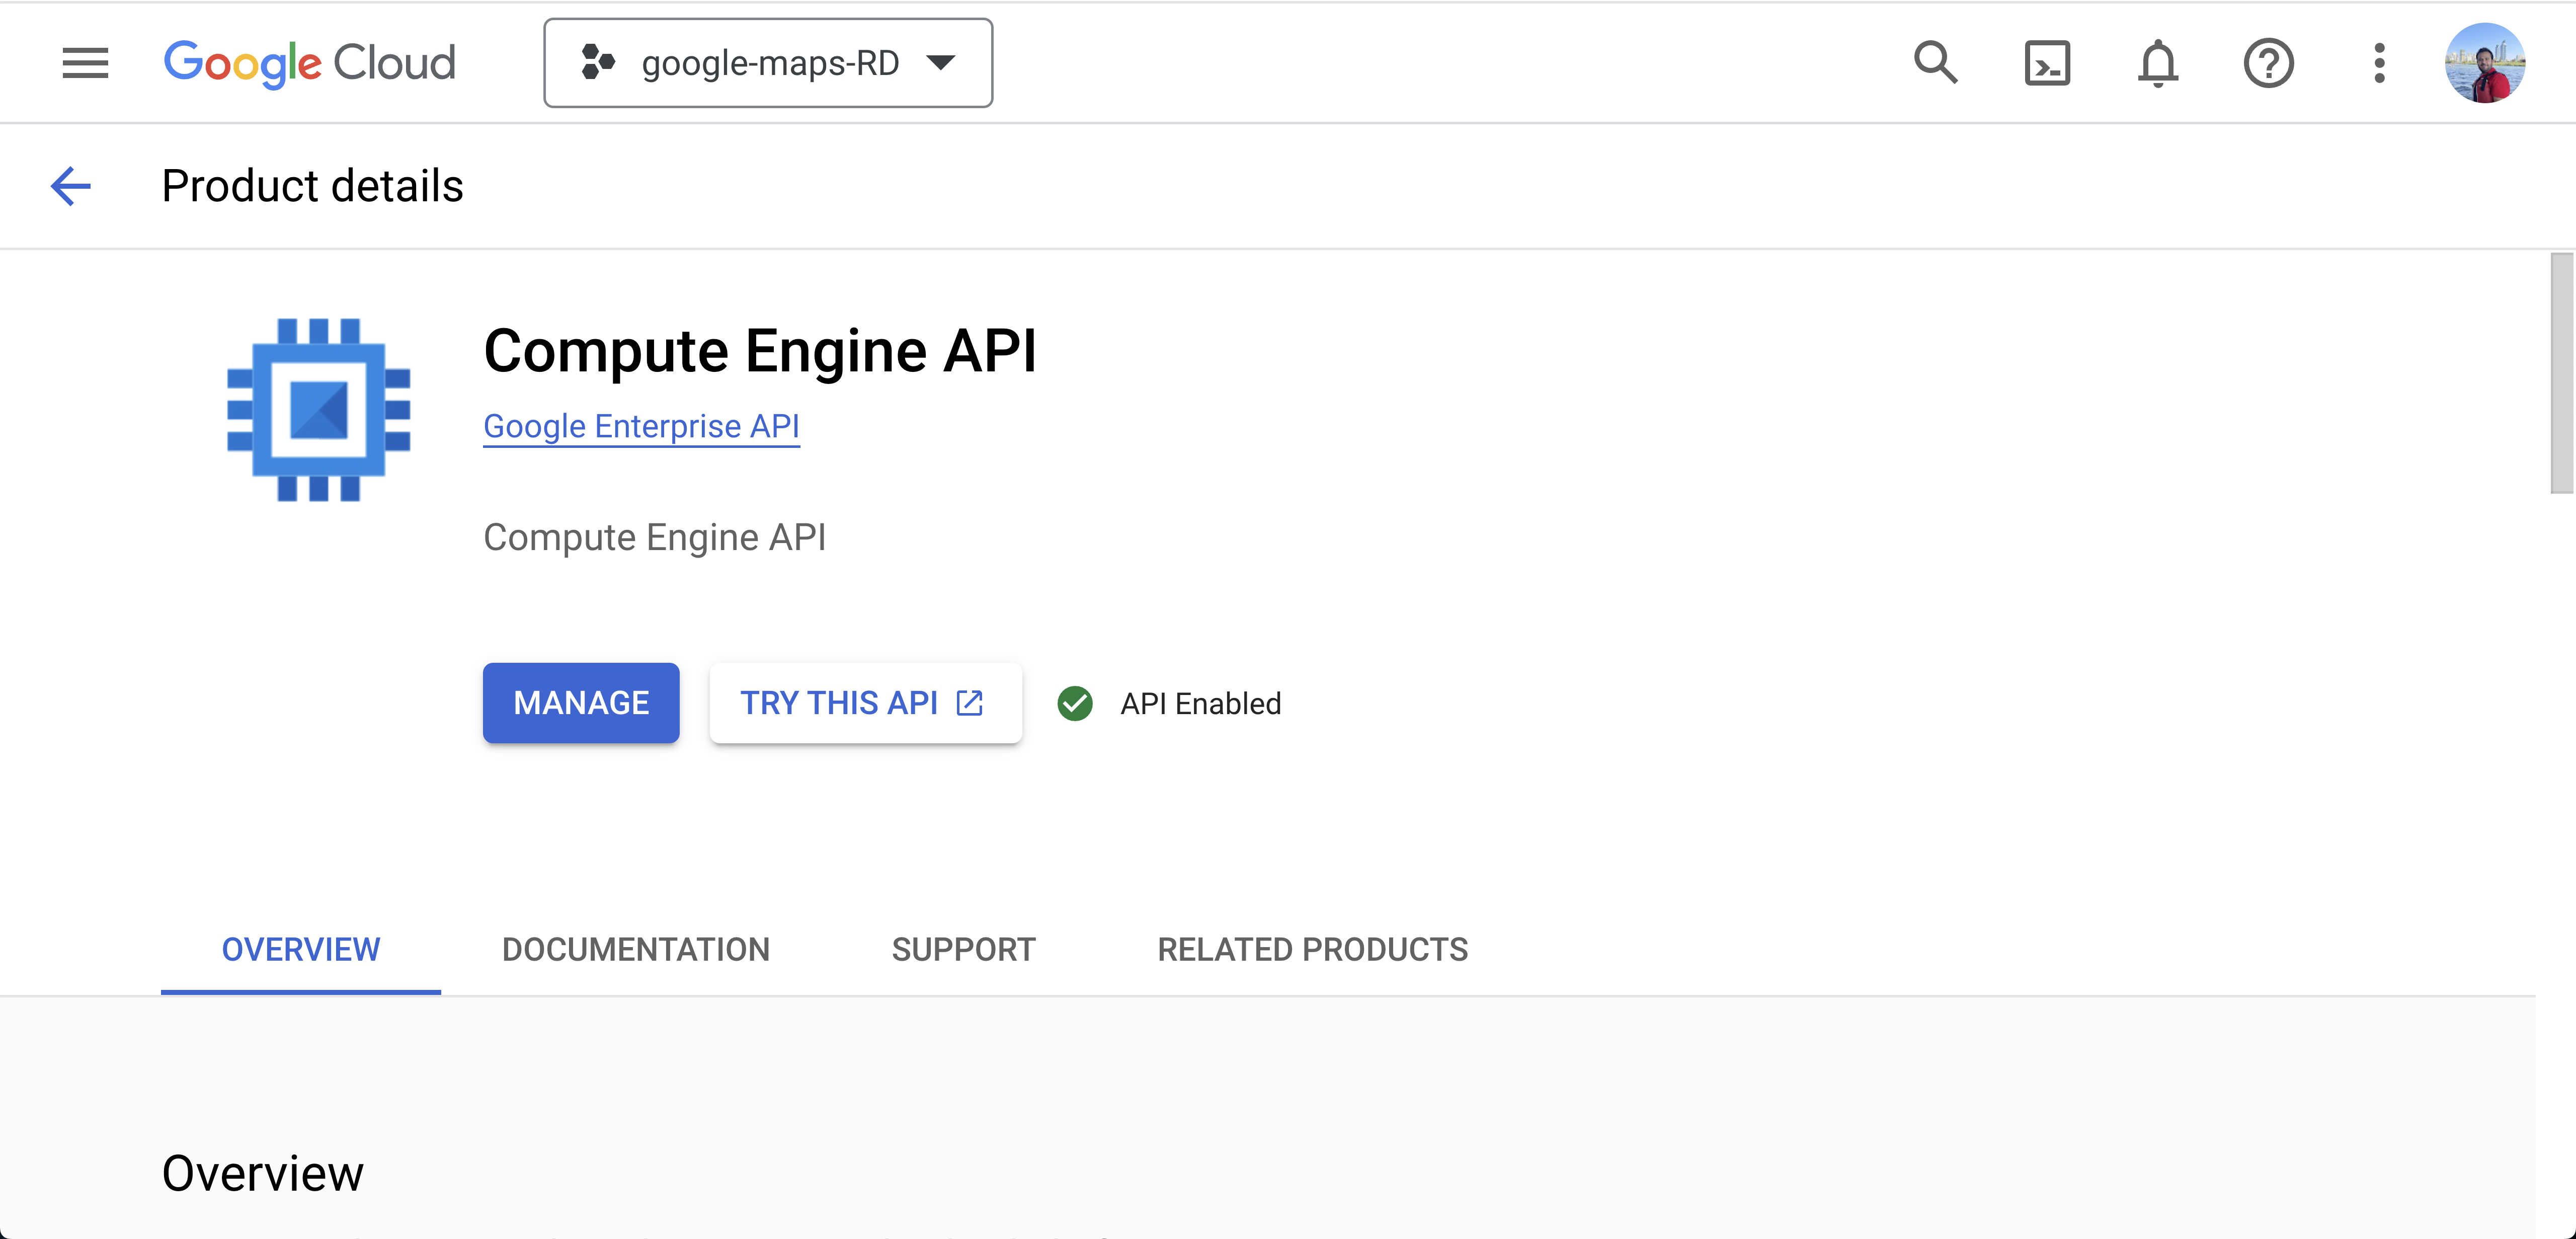 Google Cloud
google-maps-RD
Product details
Compute Engine API
Google Enterprise API
Compute Engine API
MANAGE
TRY THIS API
API Enabled
OVERVIEW
DOCUMENTATION
SUPPORT
RELATED PRODUCTS
Overview